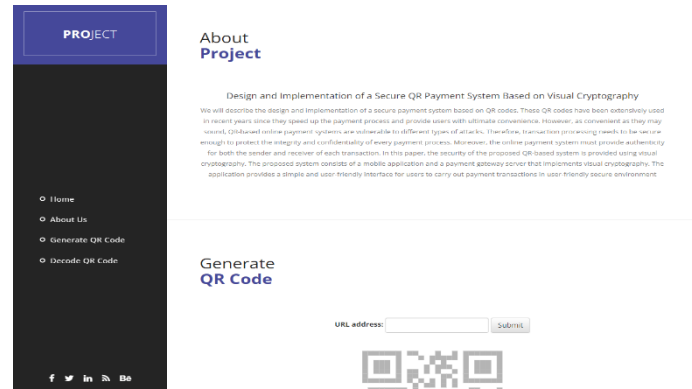 PROJECT
Home
About Us
Generate QR Code
Decode QR Code
f in Bē
About
Project
Design and Implementation of a Secure QR Payment System Based on Visual Cryptography
We will describe the design and implementation of a secure payment system based on QR codes. These QR codes have been extensively used
in recent years since they speed up the payment process and provide users with ultimate convenience. However, as convenient as they may
sound, QR-based online payment systems are vulnerable to different types of attacks. Therefore, transaction processing needs to be secure
enough to protect the integrity and confidentiality of every payment process. Moreover, the online payment system must provide authenticity
for both the sender and receiver of each transaction. In this paper, the security of the proposed QR-based system is provided using visual
cryptography. The proposed system consists of a mobile application and a payment gateway server that implements visual cryptography. The
application provides a simple and user-friendly interface for users to carry out payment transactions in user-friendly secure environment
Generate
QR Code
URL address:
Submit